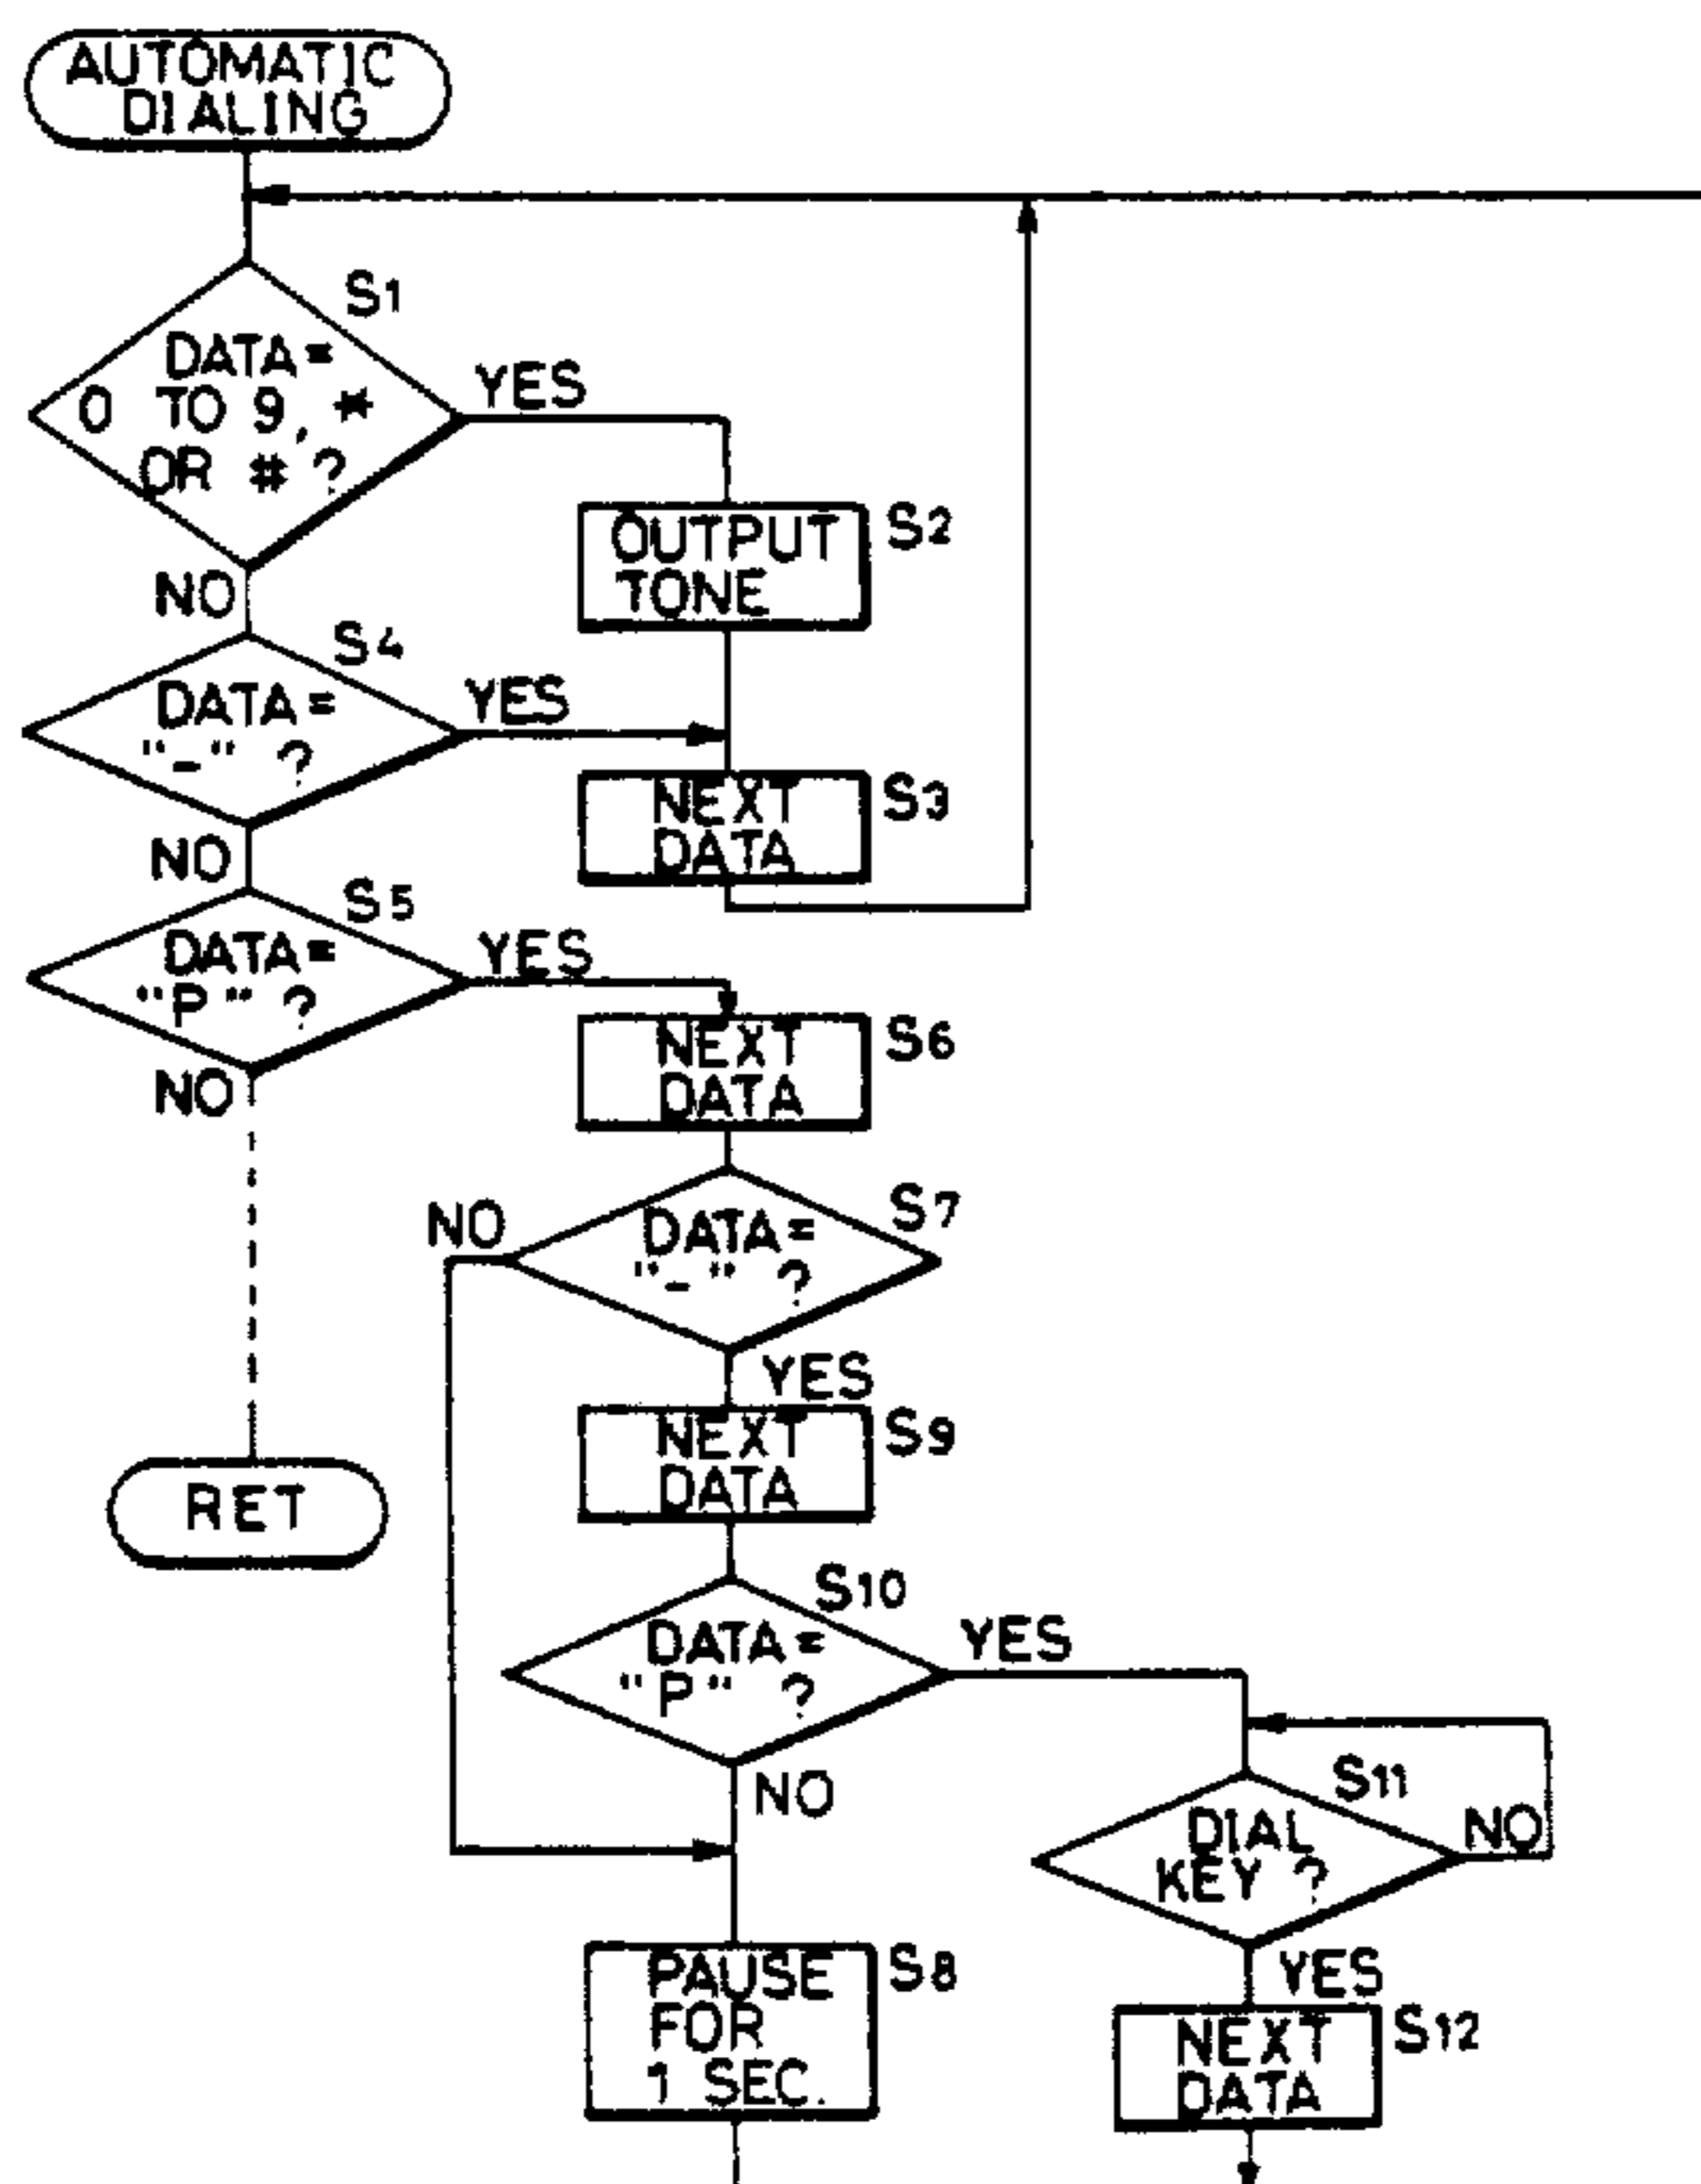 AUTOMATIC
DIALING
S1
DATA=
0 TO 9, *
OR # ?
YES
NO
OUTPUT
TONE
S2
S4
DATA=
"-" ?
YES
NO
NEXT
DATA
S3
S5
DATA=
"P" ?
YES
NO
NEXT
DATA
S6
S7
DATA=
"-" ?
NO
YES
NEXT
DATA
S9
RET
S10
DATA=
"P" ?
YES
NO
S11
DIAL
KEY ?
NO
YES
PAUSE
FOR
1 SEC.
S8
NEXT
DATA
S12